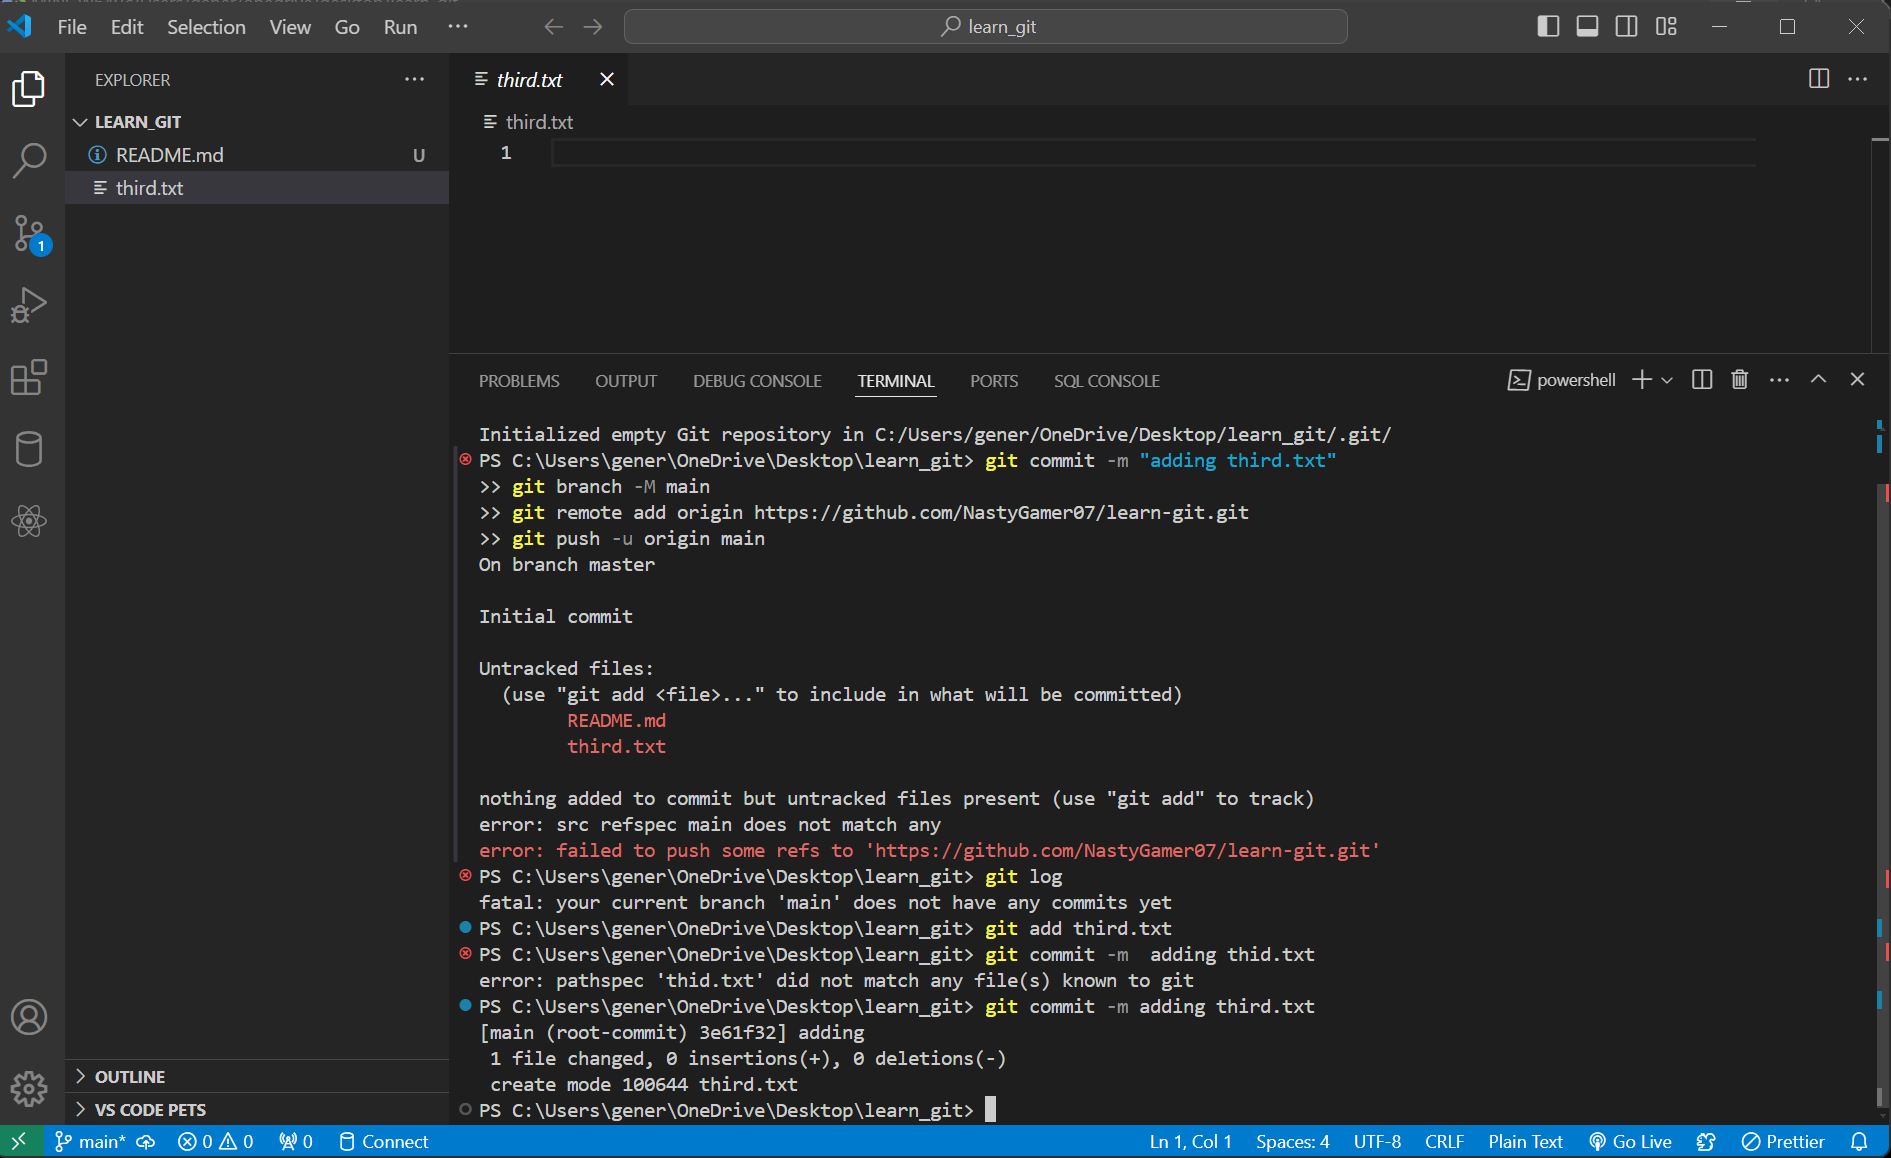 File Edit Selection View Go Run ···
learn_git
EXPLORER
LEARN_GIT
README.md U
third.txt
1
OUTLINE
VS CODE PETS
third.txt
third.txt
1
PROBLEMS OUTPUT DEBUG CONSOLE TERMINAL PORTS SQL CONSOLE
powershell
Initialized empty Git repository in C:/Users/gener/OneDrive/Desktop/learn_git/.git/
PS C:\Users\gener\OneDrive\Desktop\learn_git> git commit -m "adding third.txt"
>> git branch -M main
>> git remote add origin https://github.com/NastyGamer07/learn-git.git
>> git push -u origin main
On branch master
Initial commit
Untracked files:
  (use "git add <file>..." to include in what will be committed)
        README.md
        third.txt
nothing added to commit but untracked files present (use "git add" to track)
error: src refspec main does not match any
error: failed to push some refs to 'https://github.com/NastyGamer07/learn-git.git'
PS C:\Users\gener\OneDrive\Desktop\learn_git> git log
fatal: your current branch 'main' does not have any commits yet
PS C:\Users\gener\OneDrive\Desktop\learn_git> git add third.txt
PS C:\Users\gener\OneDrive\Desktop\learn_git> git commit -m  adding thid.txt
error: pathspec 'thid.txt' did not match any file(s) known to git
PS C:\Users\gener\OneDrive\Desktop\learn_git> git commit -m adding third.txt
[main (root-commit) 3e61f32] adding
 1 file changed, 0 insertions(+), 0 deletions(-)
 create mode 100644 third.txt
PS C:\Users\gener\OneDrive\Desktop\learn_git>
main* 0 0 0 Connect Ln 1, Col 1 Spaces: 4 UTF-8 CRLF Plain Text Go Live Prettier